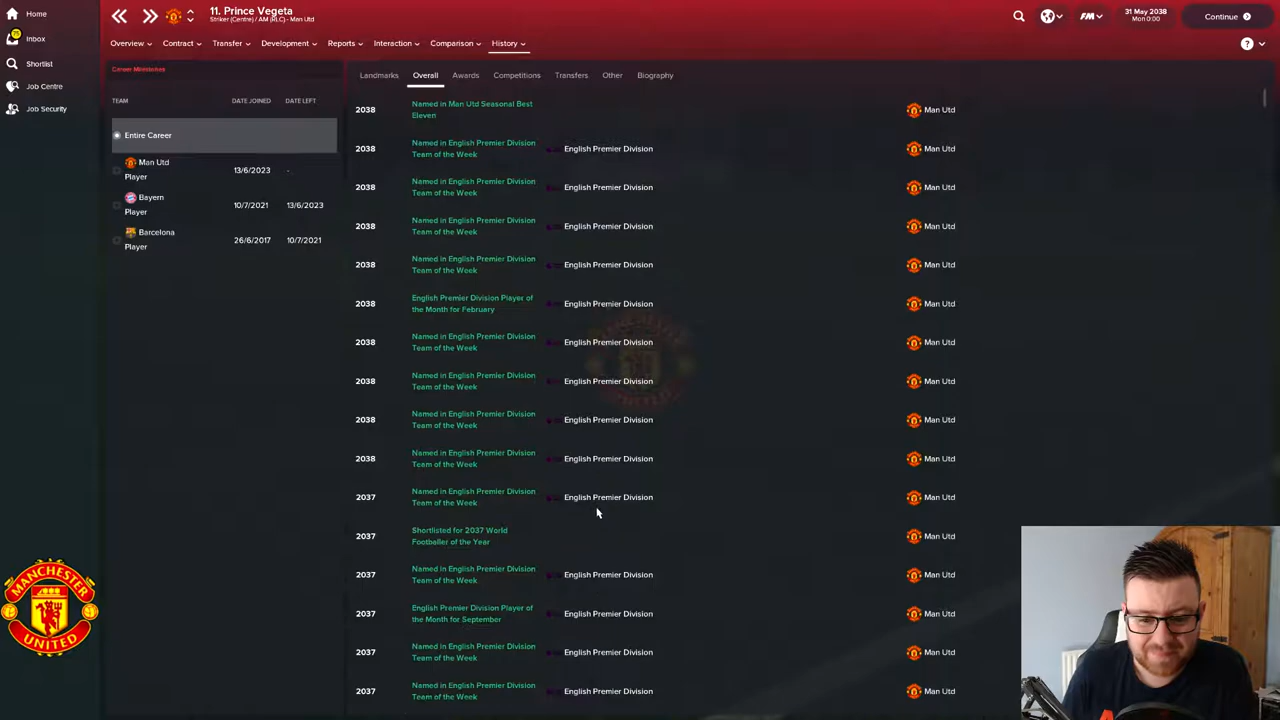 Home
Inbox
Shortlist
Job Centre
Job Security
MANCHESTER
UNITED
11. Prince Vegeta
Striker (Centre) / AM (RLC) - Man Utd
31 May 2038
Mon 0:00
FM
Continue
Overview
Contract
Transfer
Development
Reports
Interaction
Comparison
History
?
Career Milestones
TEAM DATE JOINED DATE LEFT
Entire Career
Man Utd
Player 13/6/2023 -
Bayern
Player 10/7/2021 13/6/2023
Barcelona
Player 26/6/2017 10/7/2021
Landmarks Overall Awards Competitions Transfers Other Biography
2038 Named in Man Utd Seasonal Best Man Utd
Eleven
2038 Named in English Premier Division English Premier Division Man Utd
Team of the Week
2038 Named in English Premier Division English Premier Division Man Utd
Team of the Week
2038 Named in English Premier Division English Premier Division Man Utd
Team of the Week
2038 Named in English Premier Division English Premier Division Man Utd
Team of the Week
2038 English Premier Division Player of English Premier Division Man Utd
the Month for February
2038 Named in English Premier Division English Premier Division Man Utd
Team of the Week
2038 Named in English Premier Division English Premier Division Man Utd
Team of the Week
2038 Named in English Premier Division English Premier Division Man Utd
Team of the Week
2038 Named in English Premier Division English Premier Division Man Utd
Team of the Week
2037 Named in English Premier Division English Premier Division Man Utd
Team of the Week
2037 Shortlisted for 2037 World Man Utd
Footballer of the Year
2037 Named in English Premier Division English Premier Division Man Utd
Team of the Week
2037 English Premier Division Player of English Premier Division Man Utd
the Month for September
2037 Named in English Premier Division English Premier Division Man Utd
Team of the Week
2037 Named in English Premier Division English Premier Division Man Utd
Team of the Week